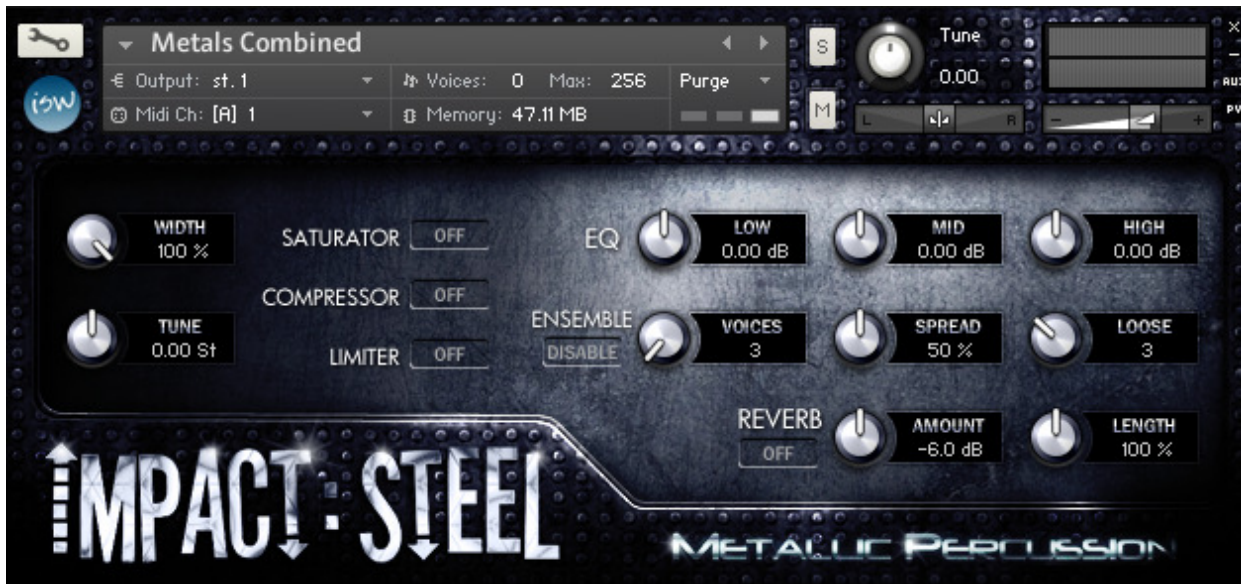 Metals Combined
Output: st. 1 Voices: 0 Max: 256 Purge
Midi Ch: [A] 1 Memory: 47.11 MB
isw
S
M
Tune
0.00
L R
- +
X
-
AUX
PV
WIDTH
100 %
TUNE
0.00 St
SATURATOR OFF
COMPRESSOR OFF
LIMITER OFF
EQ
LOW
0.00 dB
MID
0.00 dB
HIGH
0.00 dB
ENSEMBLE
DISABLE
VOICES
3
SPREAD
50 %
LOOSE
3
REVERB
OFF
AMOUNT
-6.0 dB
LENGTH
100 %
IMPACT: STEEL
METALLIC PERCUSSION